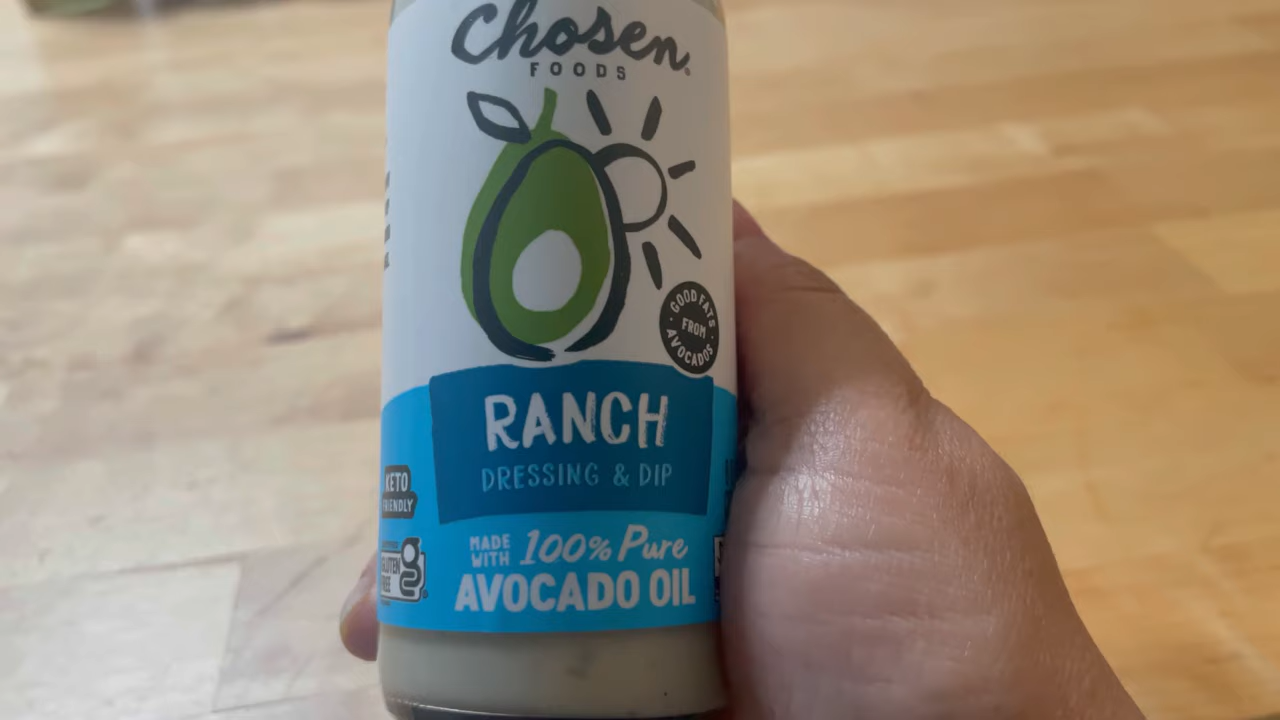 Chosen
FOODS
GOOD FATS
FROM
AVOCADOS
RANCH
DRESSING & DIP
KETO
FRIENDLY
MADE
WITH
100% Pure
AVOCADO OIL
GLUTEN
FREE